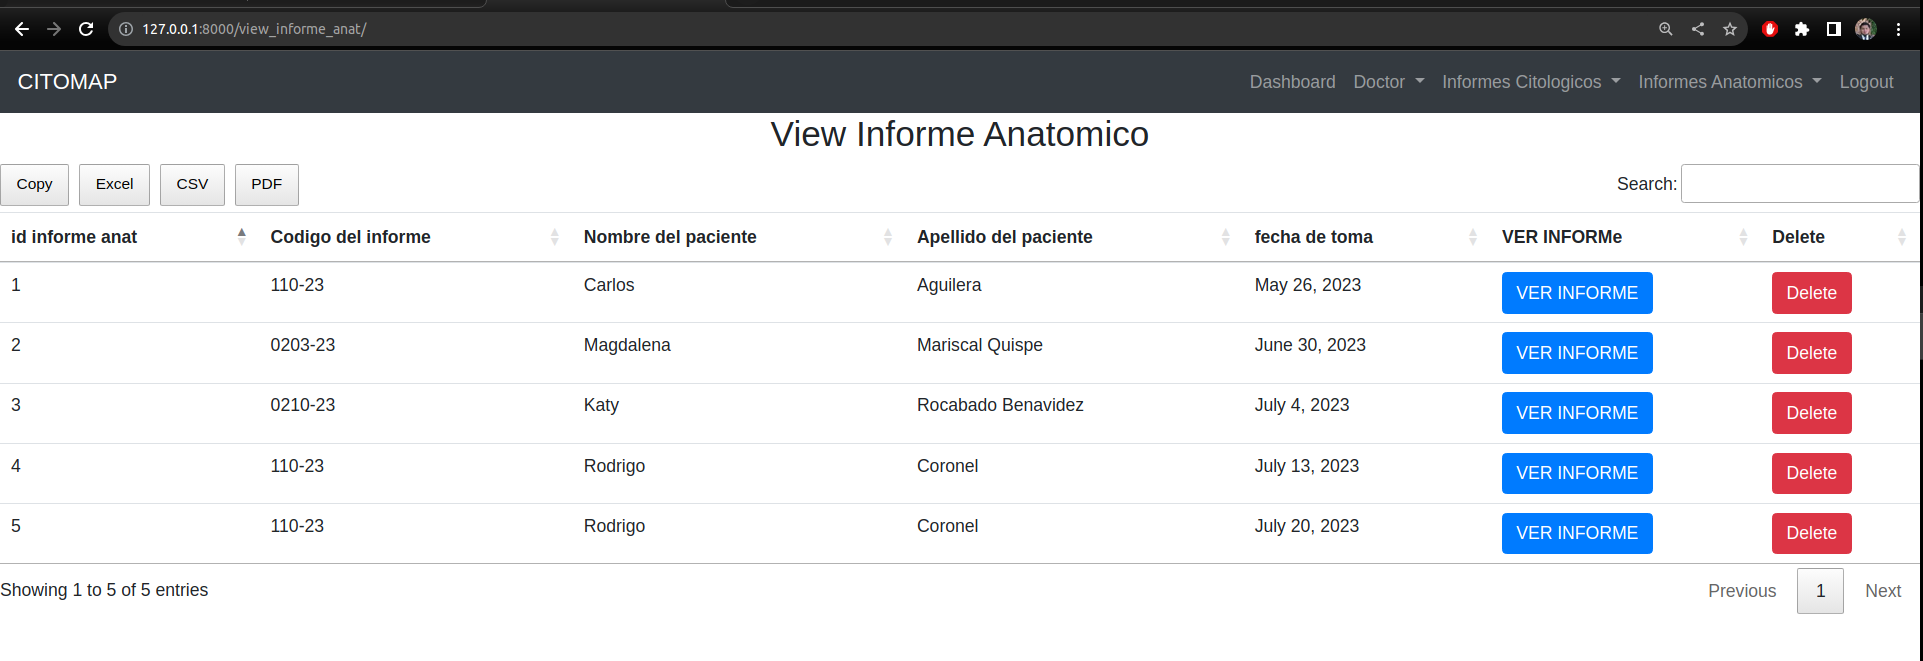 127.0.0.1:8000/view_informe_anat/
CITOMAP Dashboard Doctor Informes Citologicos Informes Anatomicos Logout
View Informe Anatomico
Copy Excel CSV PDF Search:
id informe anat Codigo del informe Nombre del paciente Apellido del paciente fecha de toma VER INFORMe Delete
1 110-23 Carlos Aguilera May 26, 2023 VER INFORME Delete
2 0203-23 Magdalena Mariscal Quispe June 30, 2023 VER INFORME Delete
3 0210-23 Katy Rocabado Benavidez July 4, 2023 VER INFORME Delete
4 110-23 Rodrigo Coronel July 13, 2023 VER INFORME Delete
5 110-23 Rodrigo Coronel July 20, 2023 VER INFORME Delete
Showing 1 to 5 of 5 entries Previous 1 Next